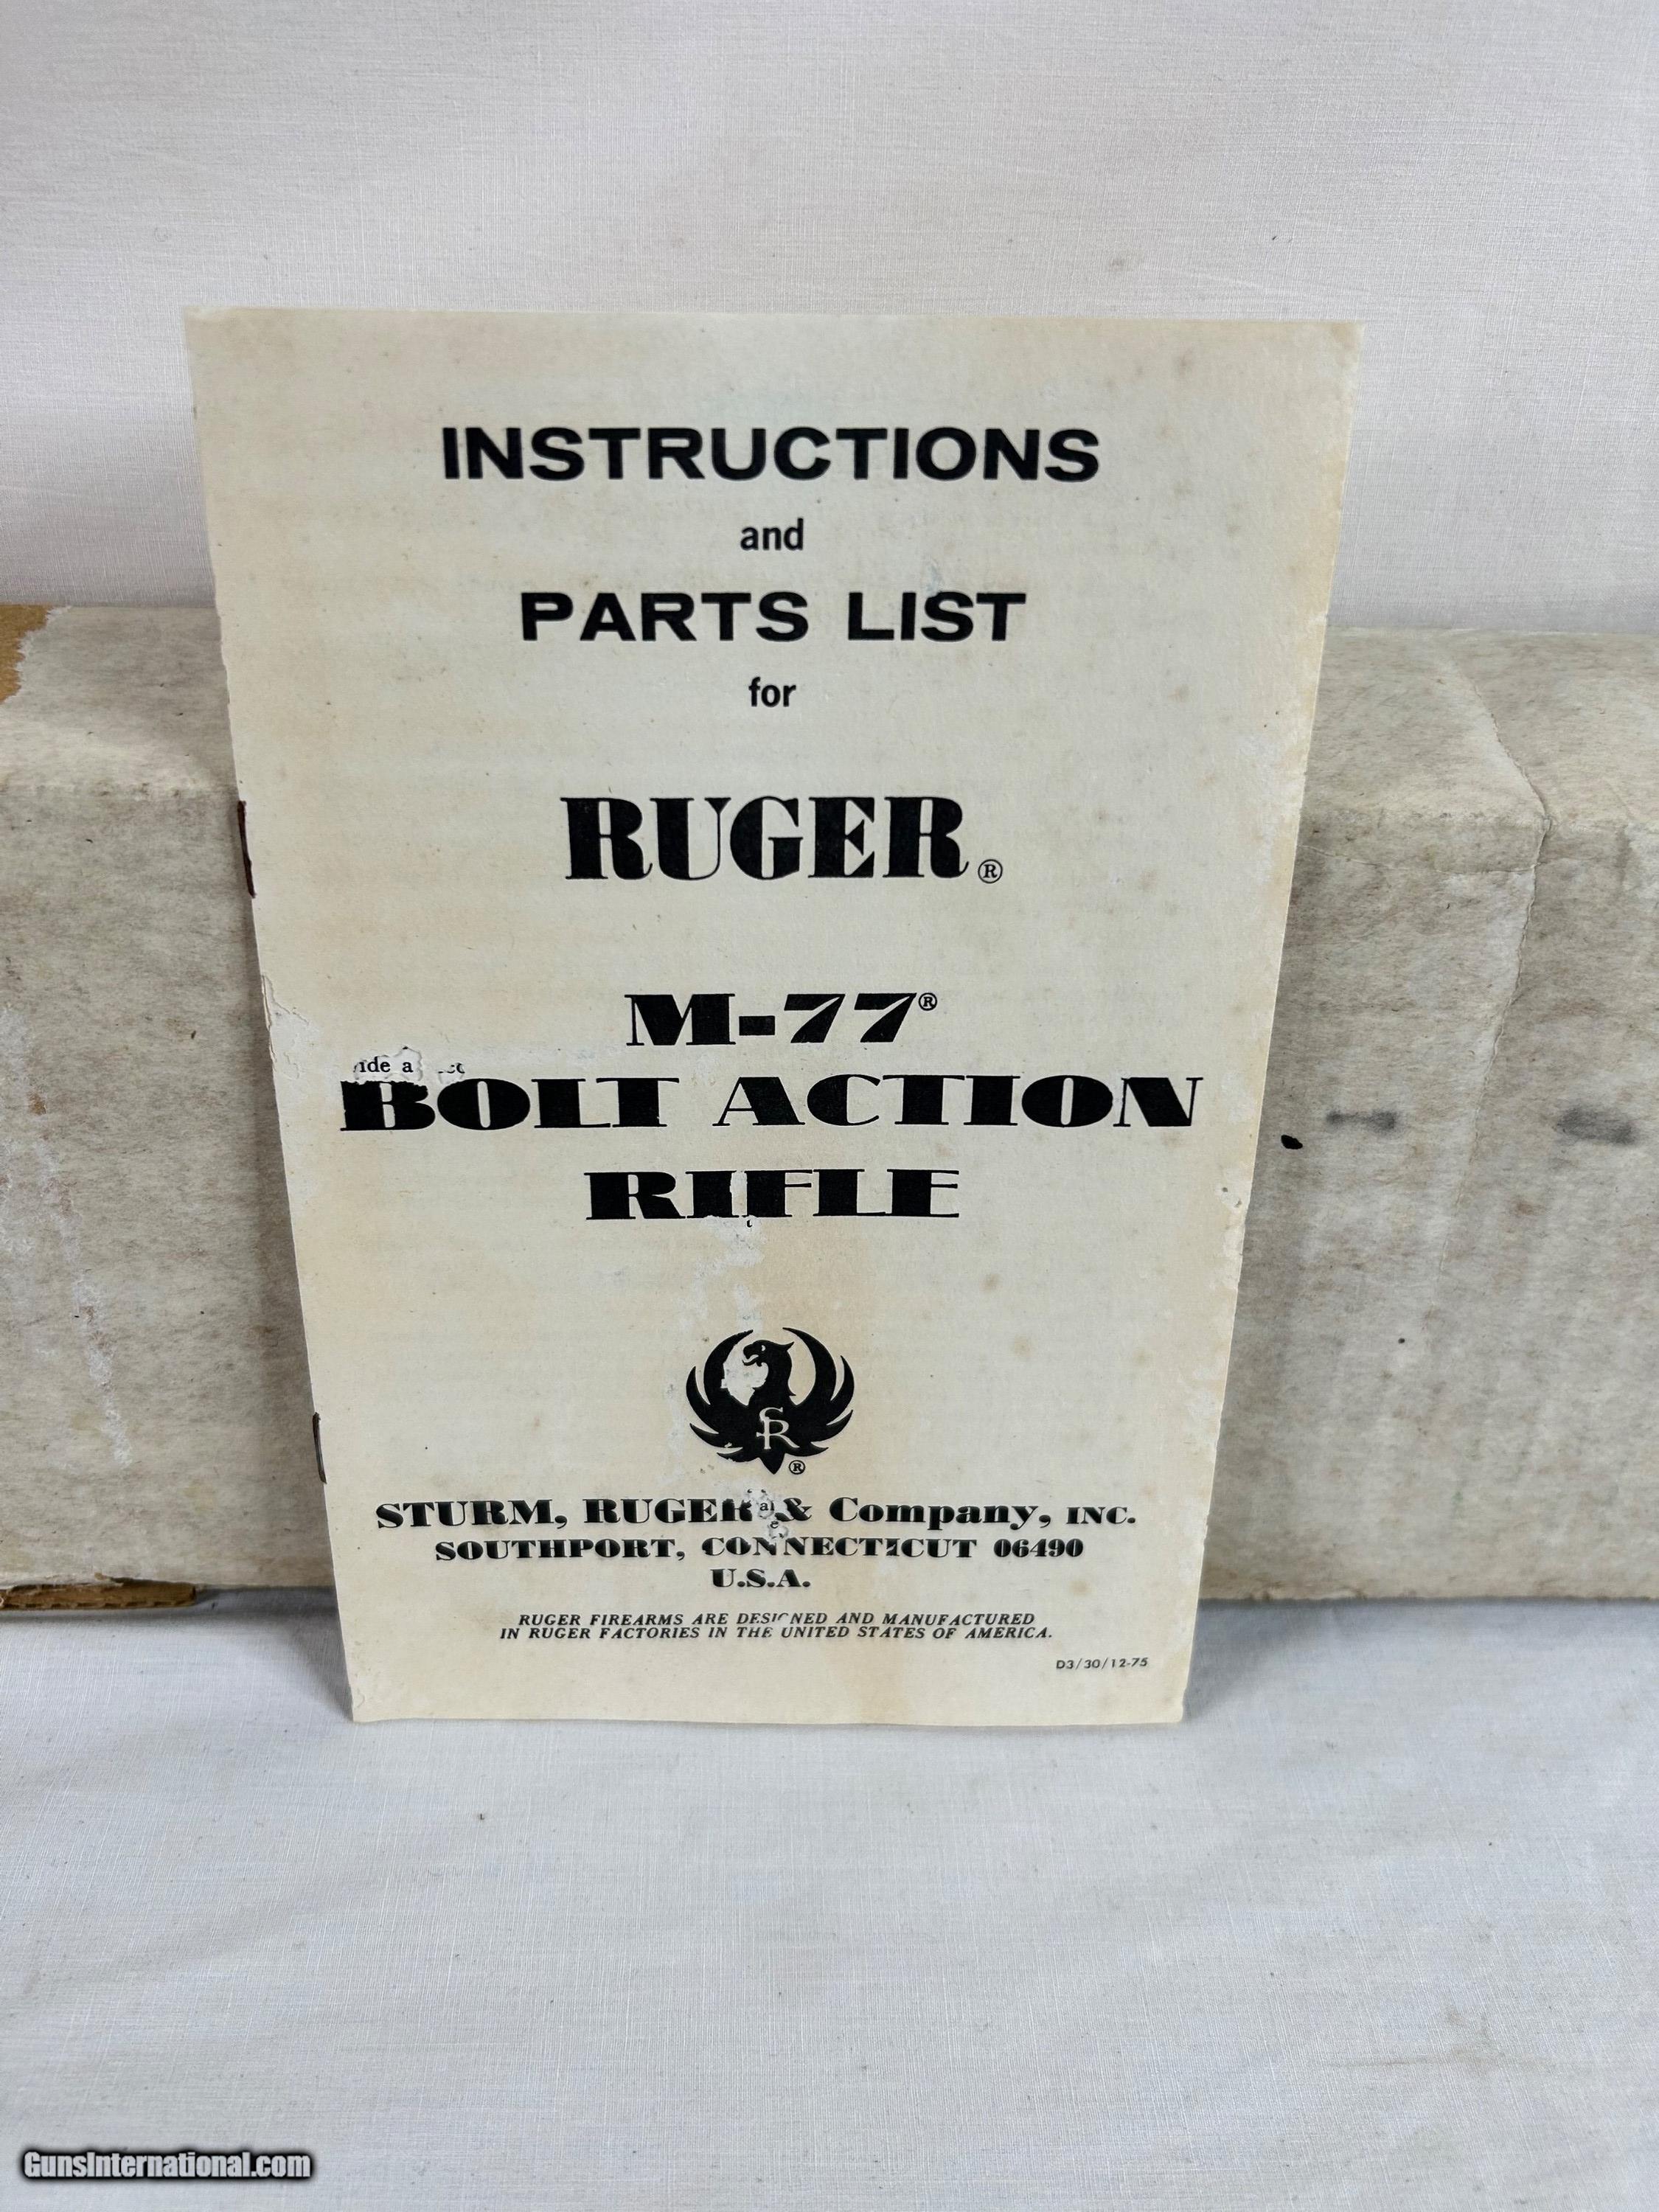 INSTRUCTIONS
and
PARTS LIST
for
RUGER®
M-77®
ide a
BOLT ACTION
RIFLE
SR
®
STURM, RUGER & Company, INC.
SOUTHPORT, CONNECTICUT 06490
U.S.A.
RUGER FIREARMS ARE DESIGNED AND MANUFACTURED
IN RUGER FACTORIES IN THE UNITED STATES OF AMERICA.
D3/30/12-75
GunsInternational.com